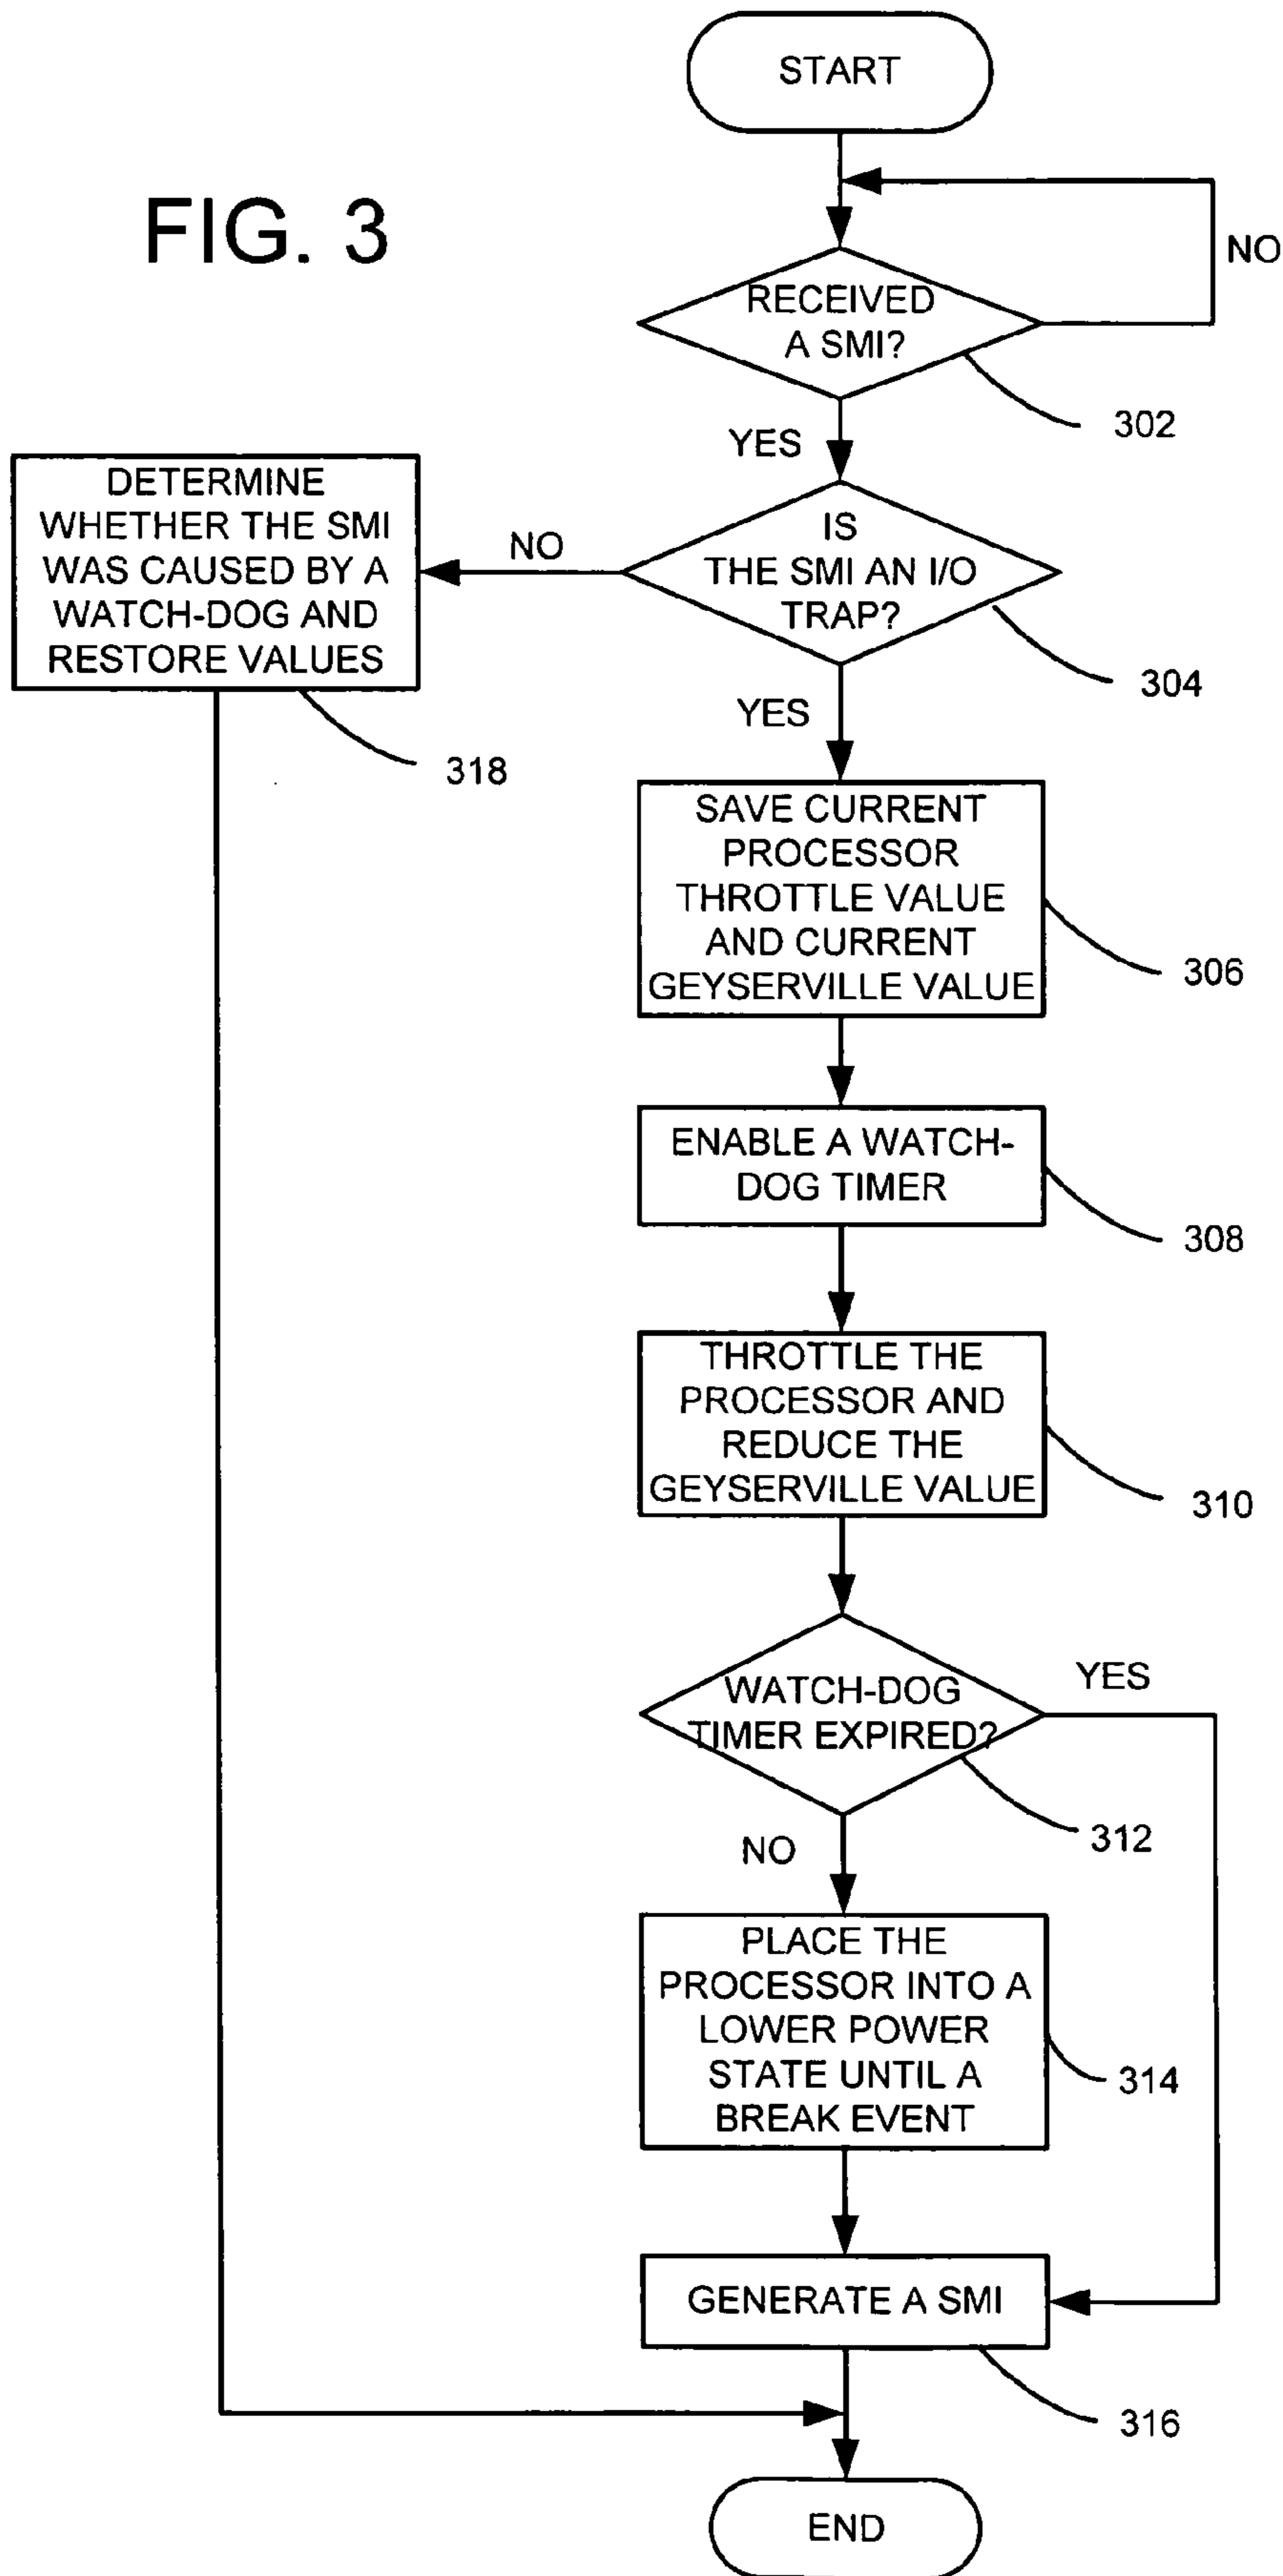 START
FIG. 3
NO
RECEIVED
A SMI?
302
YES
DETERMINE
WHETHER THE SMI
WAS CAUSED BY A
WATCH-DOG AND
RESTORE VALUES
318
NO
IS
THE SMI AN I/O
TRAP?
304
YES
SAVE CURRENT
PROCESSOR
THROTTLE VALUE
AND CURRENT
GEYSERVILLE VALUE
306
ENABLE A WATCH-
DOG TIMER
308
THROTTLE THE
PROCESSOR AND
REDUCE THE
GEYSERVILLE VALUE
310
WATCH-DOG
TIMER EXPIRED?
YES
312
NO
PLACE THE
PROCESSOR INTO A
LOWER POWER
STATE UNTIL A
BREAK EVENT
314
GENERATE A SMI
316
END